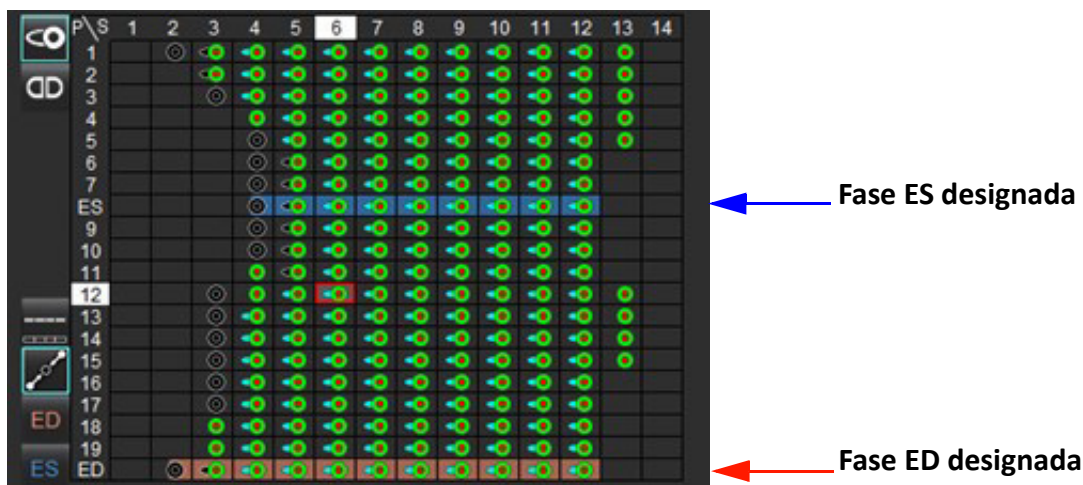 P\S 1 2 3 4 5 6 7 8 9 10 11 12 13 14
1
2
3
4
5
6
7
ES
9
10
11
12
13
14
15
16
17
18
19
ED
ED
ES
Fase ES designada
Fase ED designada